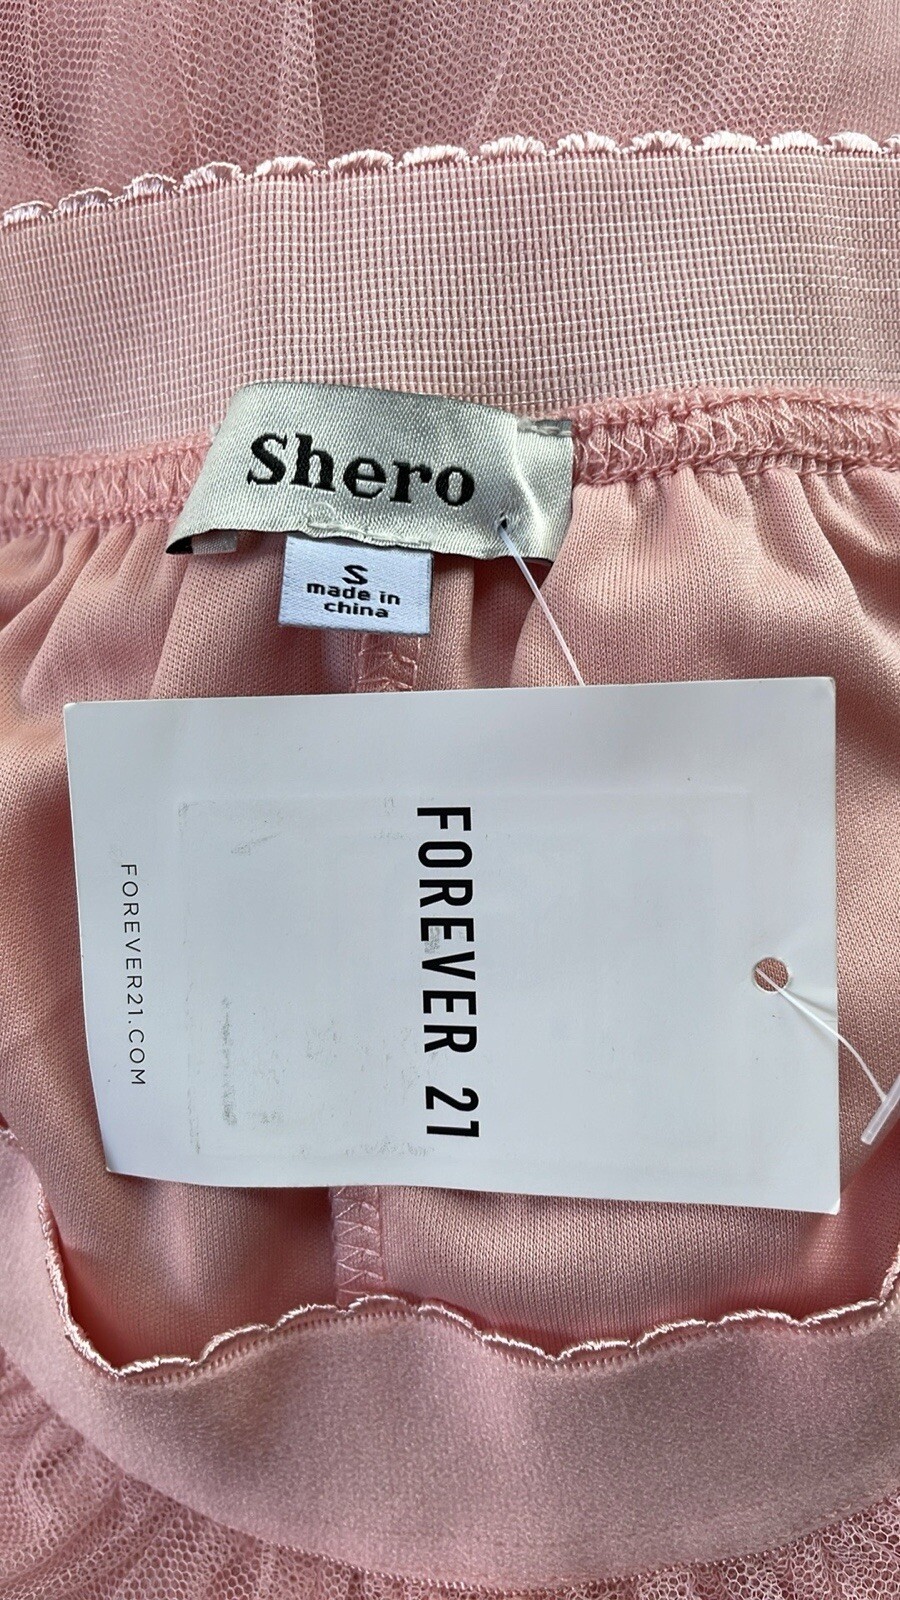 Shero
S
made in
china
FOREVER 21
FOREVER21.COM